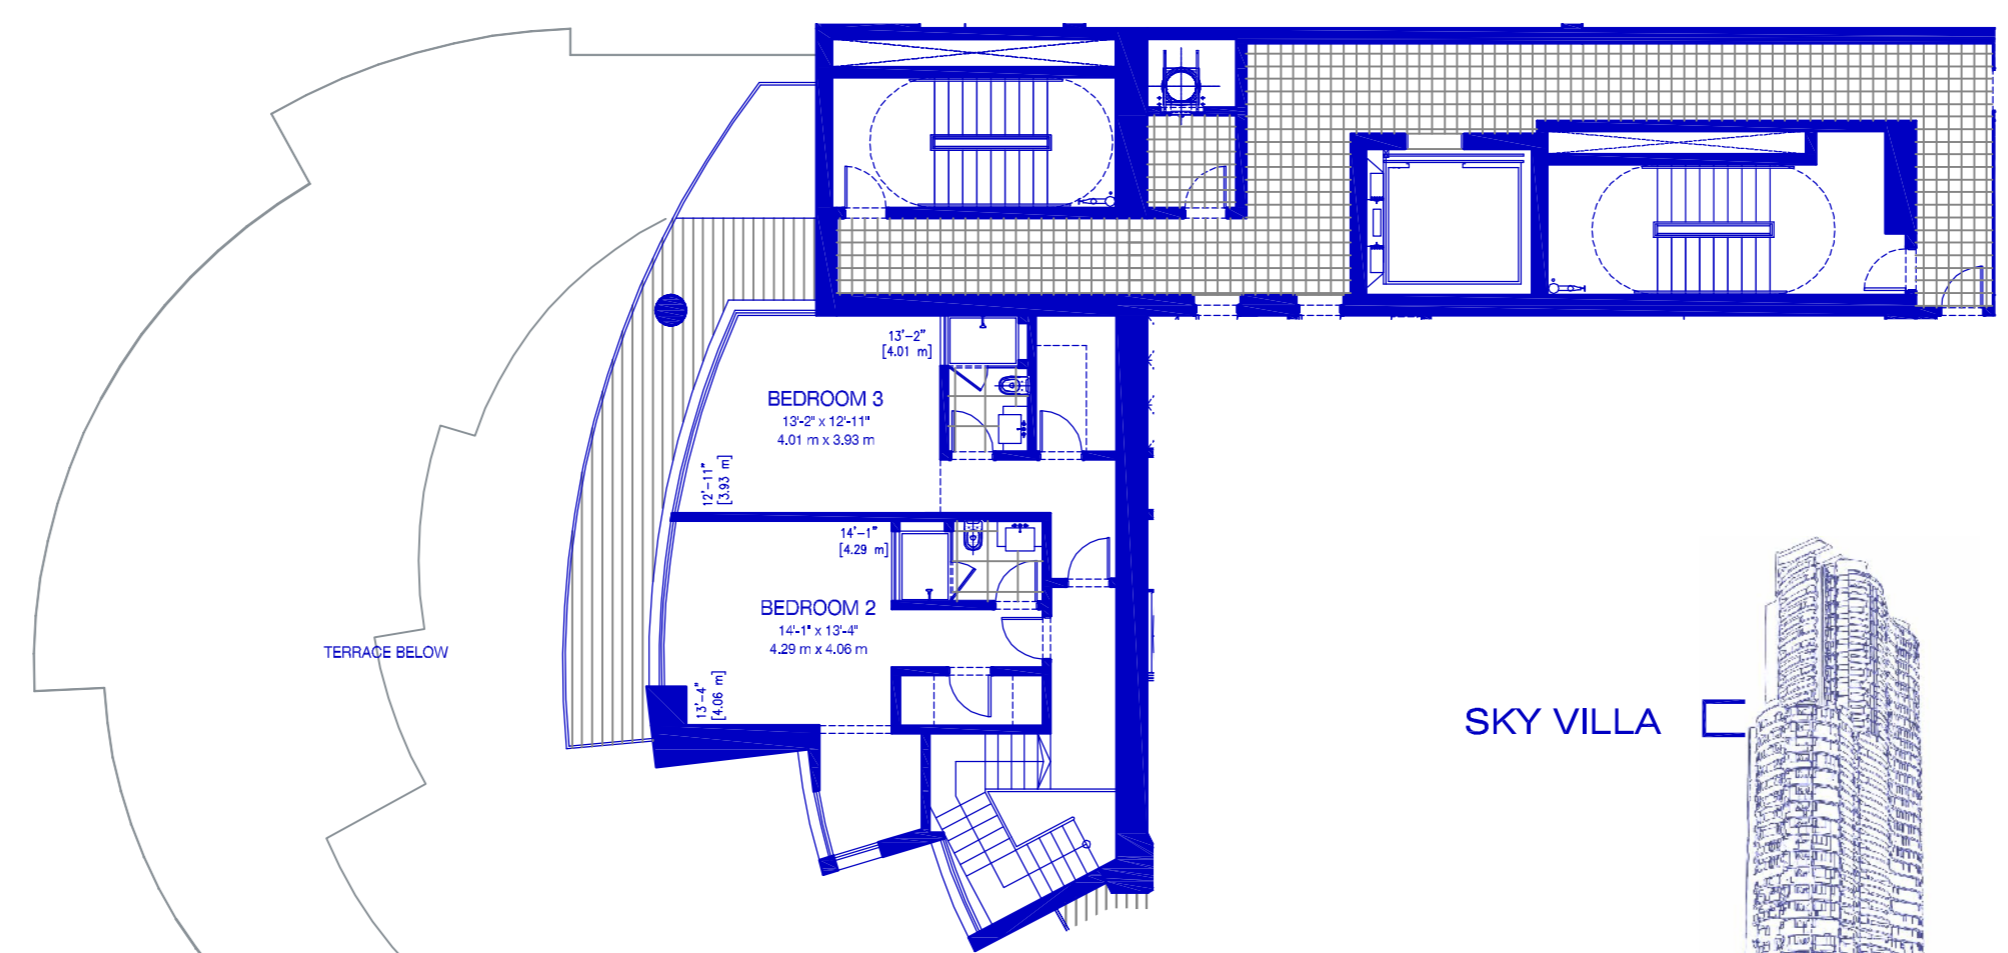 13'-2"
[4.01 m]
BEDROOM 3
13'-2" x 12'-11"
4.01 m x 3.93 m
12'-11"
[3.93 m]
14'-1"
[4.29 m]
BEDROOM 2
14'-1" x 13'-4"
4.29 m x 4.06 m
13'-4"
[4.06 m]
TERRACE BELOW
SKY VILLA